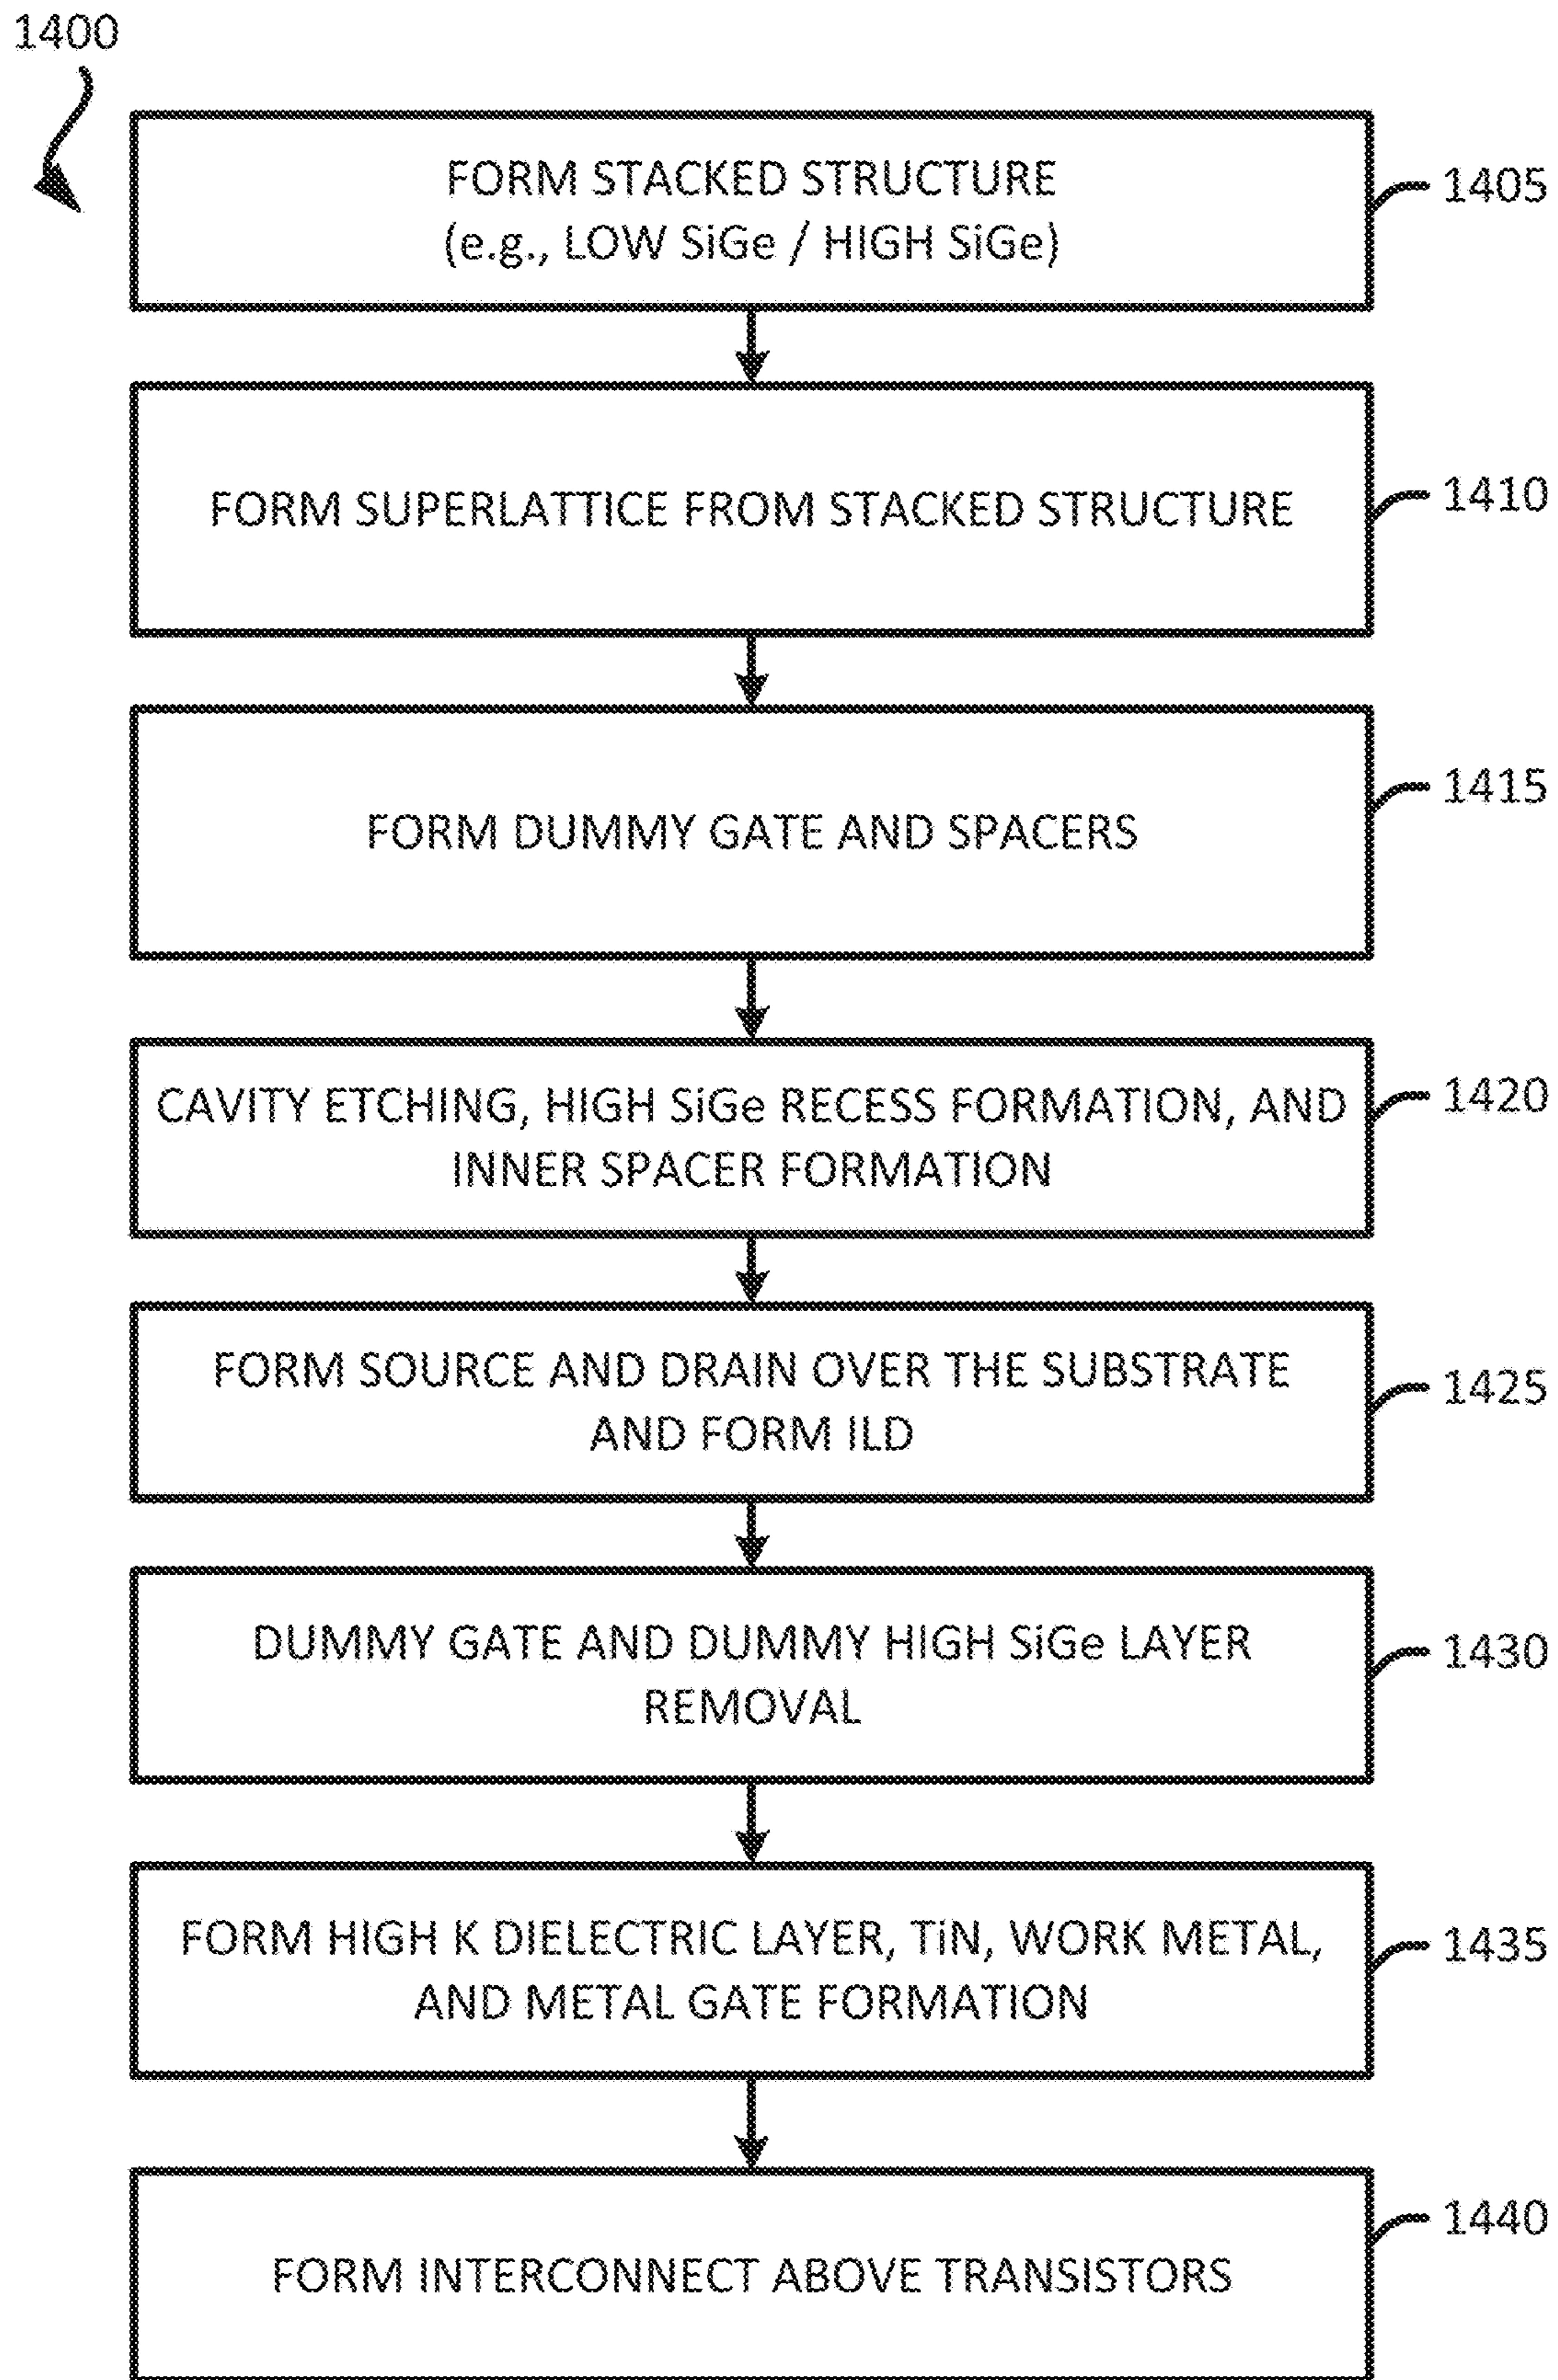 1400
FORM STACKED STRUCTURE
(e.g., LOW SiGe / HIGH SiGe)
1405
FORM SUPERLATTICE FROM STACKED STRUCTURE
1410
FORM DUMMY GATE AND SPACERS
1415
CAVITY ETCHING, HIGH SiGe RECESS FORMATION, AND
INNER SPACER FORMATION
1420
FORM SOURCE AND DRAIN OVER THE SUBSTRATE
AND FORM ILD
1425
DUMMY GATE AND DUMMY HIGH SiGe LAYER
REMOVAL
1430
FORM HIGH K DIELECTRIC LAYER, TiN, WORK METAL,
AND METAL GATE FORMATION
1435
FORM INTERCONNECT ABOVE TRANSISTORS
1440